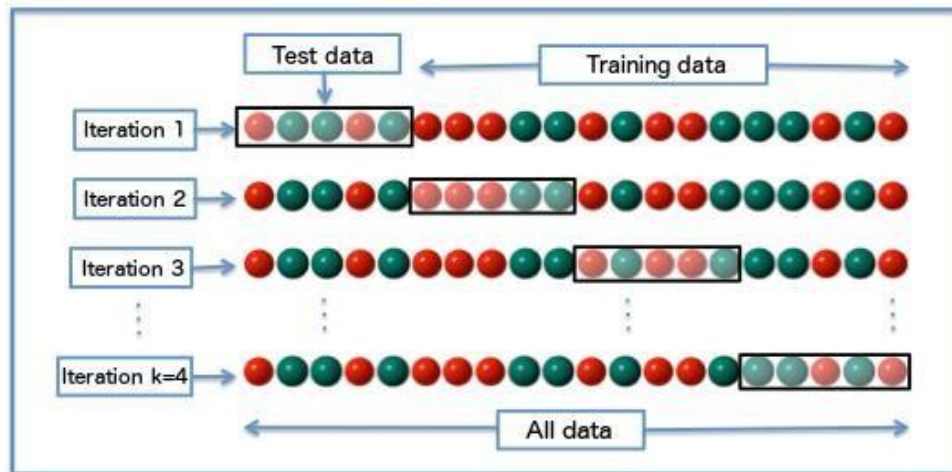 Test data
Training data
Iteration 1
Iteration 2
Iteration 3
Iteration k=4
All data